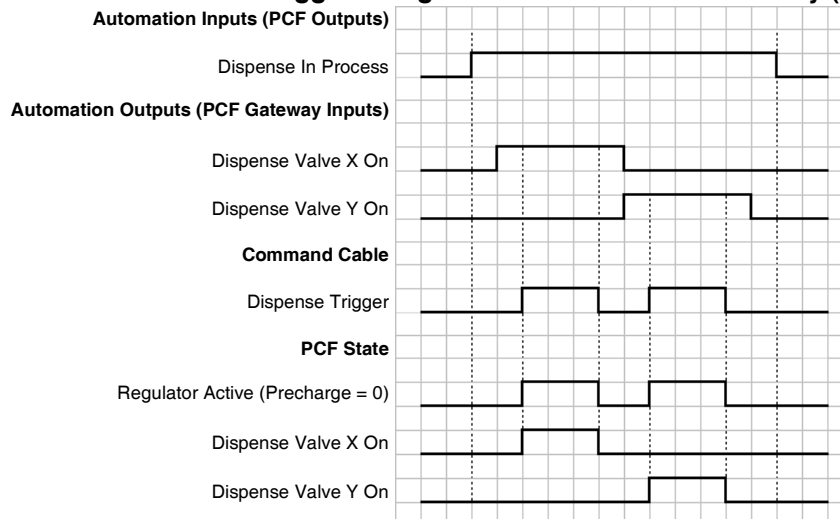 Automation Inputs (PCF Outputs)
Dispense In Process
Automation Outputs (PCF Gateway Inputs)
Dispense Valve X On
Dispense Valve Y On
Command Cable
Dispense Trigger
PCF State
Regulator Active (Precharge = 0)
Dispense Valve X On
Dispense Valve Y On